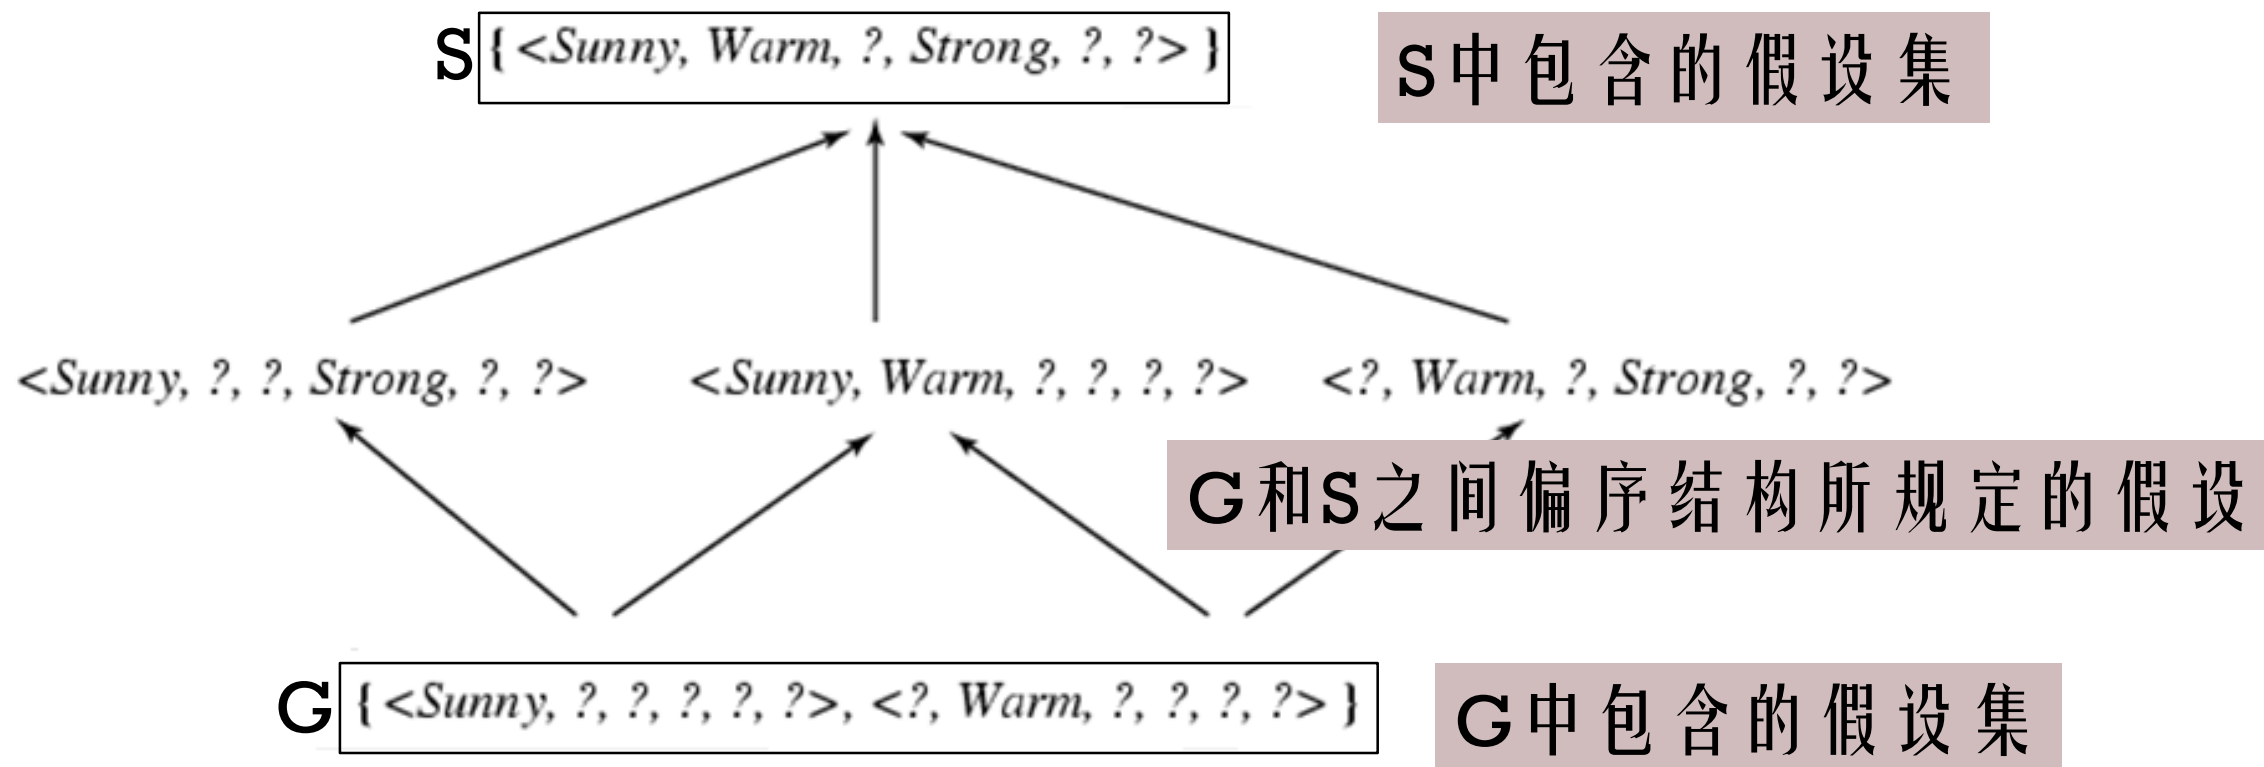 S { <Sunny, Warm, ?, Strong, ?, ?> }
S中包含的假设集
<Sunny, ?, ?, Strong, ?, ?>
<Sunny, Warm, ?, ?, ?, ?>
<?, Warm, ?, Strong, ?, ?>
G和S之间偏序结构所规定的假设
G { <Sunny, ?, ?, ?, ?, ?>, <?, Warm, ?, ?, ?, ?> }
G中包含的假设集